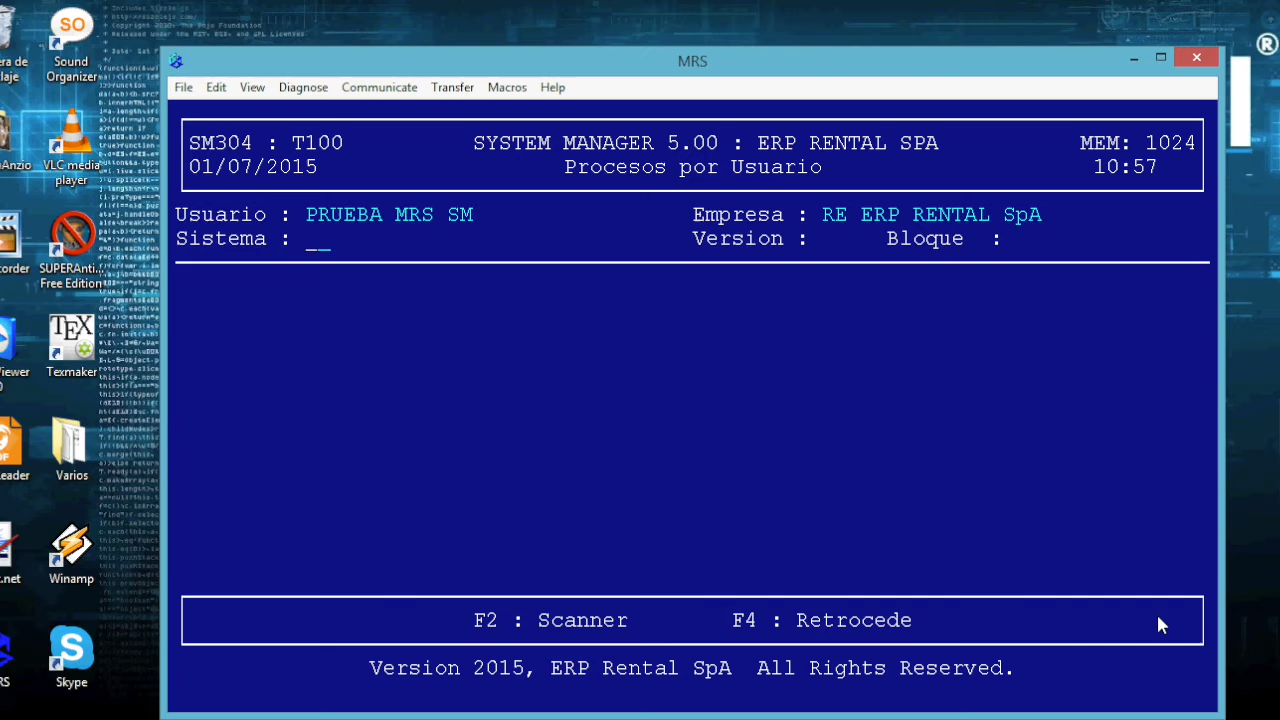 MRS
File Edit View Diagnose Communicate Transfer Macros Help
SM304 : T100 SYSTEM MANAGER 5.00 : ERP RENTAL SPA MEM: 1024
01/07/2015 Procesos por Usuario 10:57
Usuario : PRUEBA MRS SM Empresa : RE ERP RENTAL SpA
Sistema : __ Version : Bloque :
F2 : Scanner F4 : Retrocede
Version 2015, ERP Rental SpA All Rights Reserved.
SO
Sound
Organizer
VLC media
player
SUPERAnti...
Free Edition
TEX
Texmaker
Varios
Winamp
Skype
®